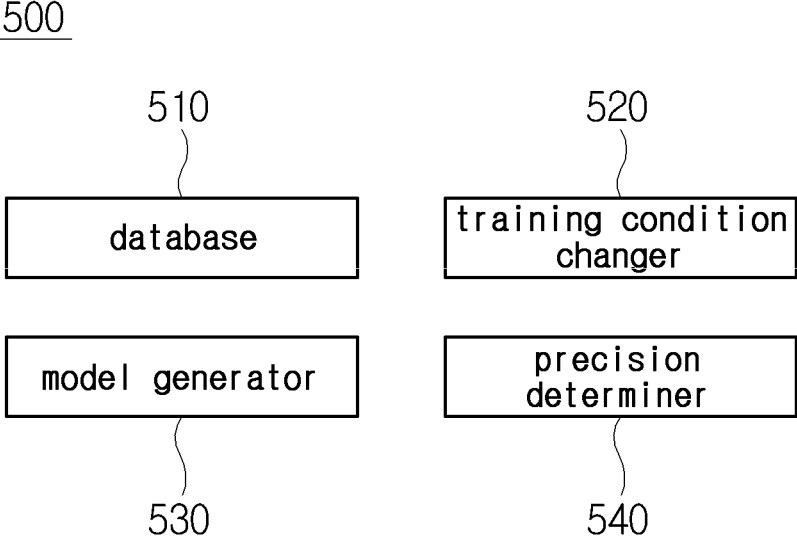 500
510
520
database
training condition
changer
model generator
precision
determiner
530
540